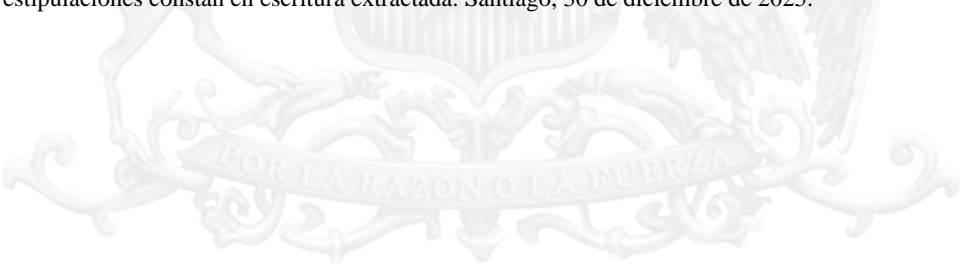 estipulaciones constan en escritura extractada. Santiago, 30 de diciembre de 2025.
POR LA RAZON O LA FUERZA